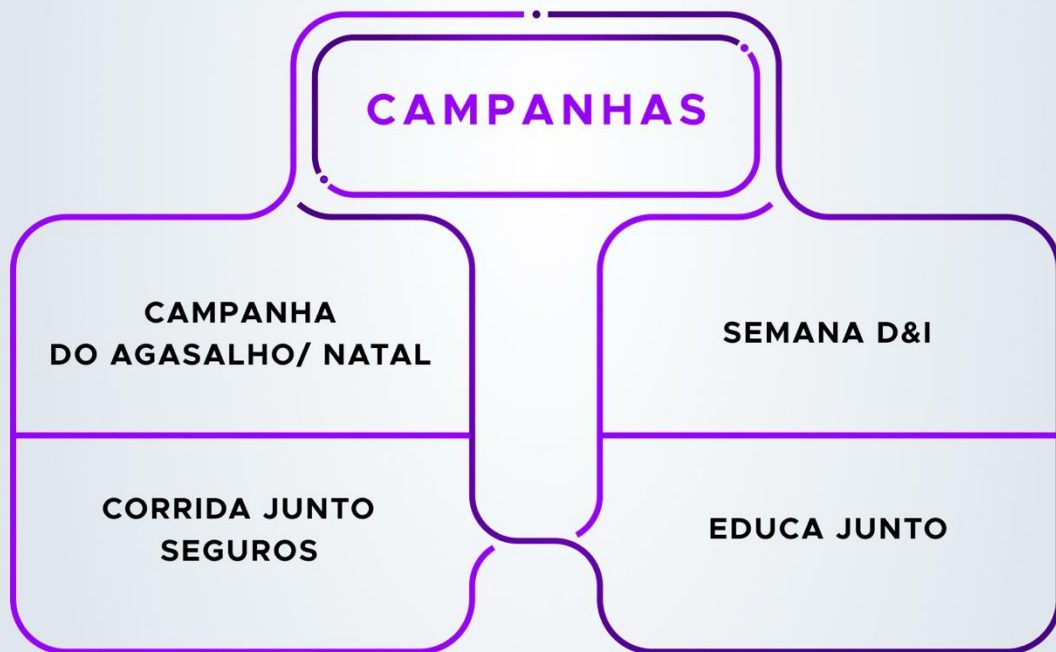 CAMPANHAS
CAMPANHA
DO AGASALHO/ NATAL
SEMANA D&I
CORRIDA JUNTO
SEGUROS
EDUCA JUNTO